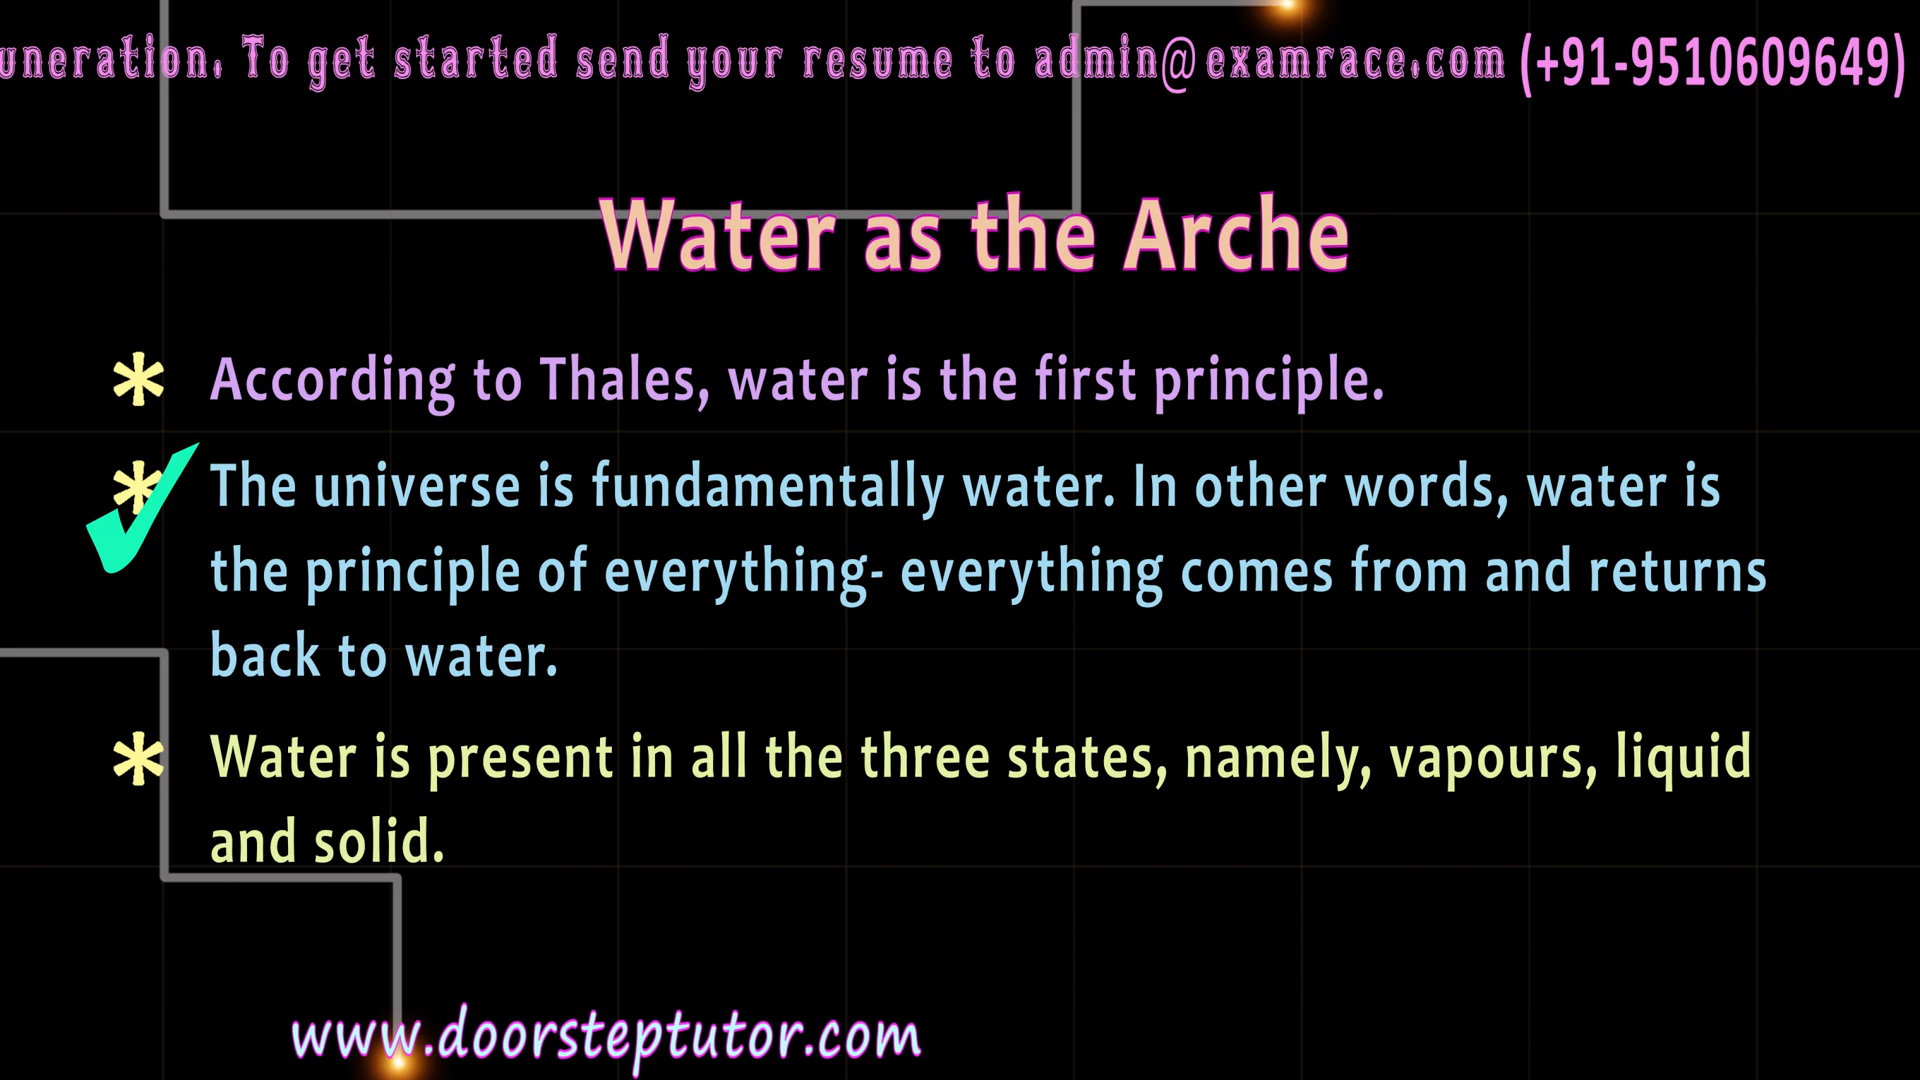 uneration. To get started send your resume to admin@examrace.com (+91-9510609649)
Water as the Arche
* According to Thales, water is the first principle.
* The universe is fundamentally water. In other words, water is
the principle of everything- everything comes from and returns
back to water.
* Water is present in all the three states, namely, vapours, liquid
and solid.
www.doorsteptutor.com